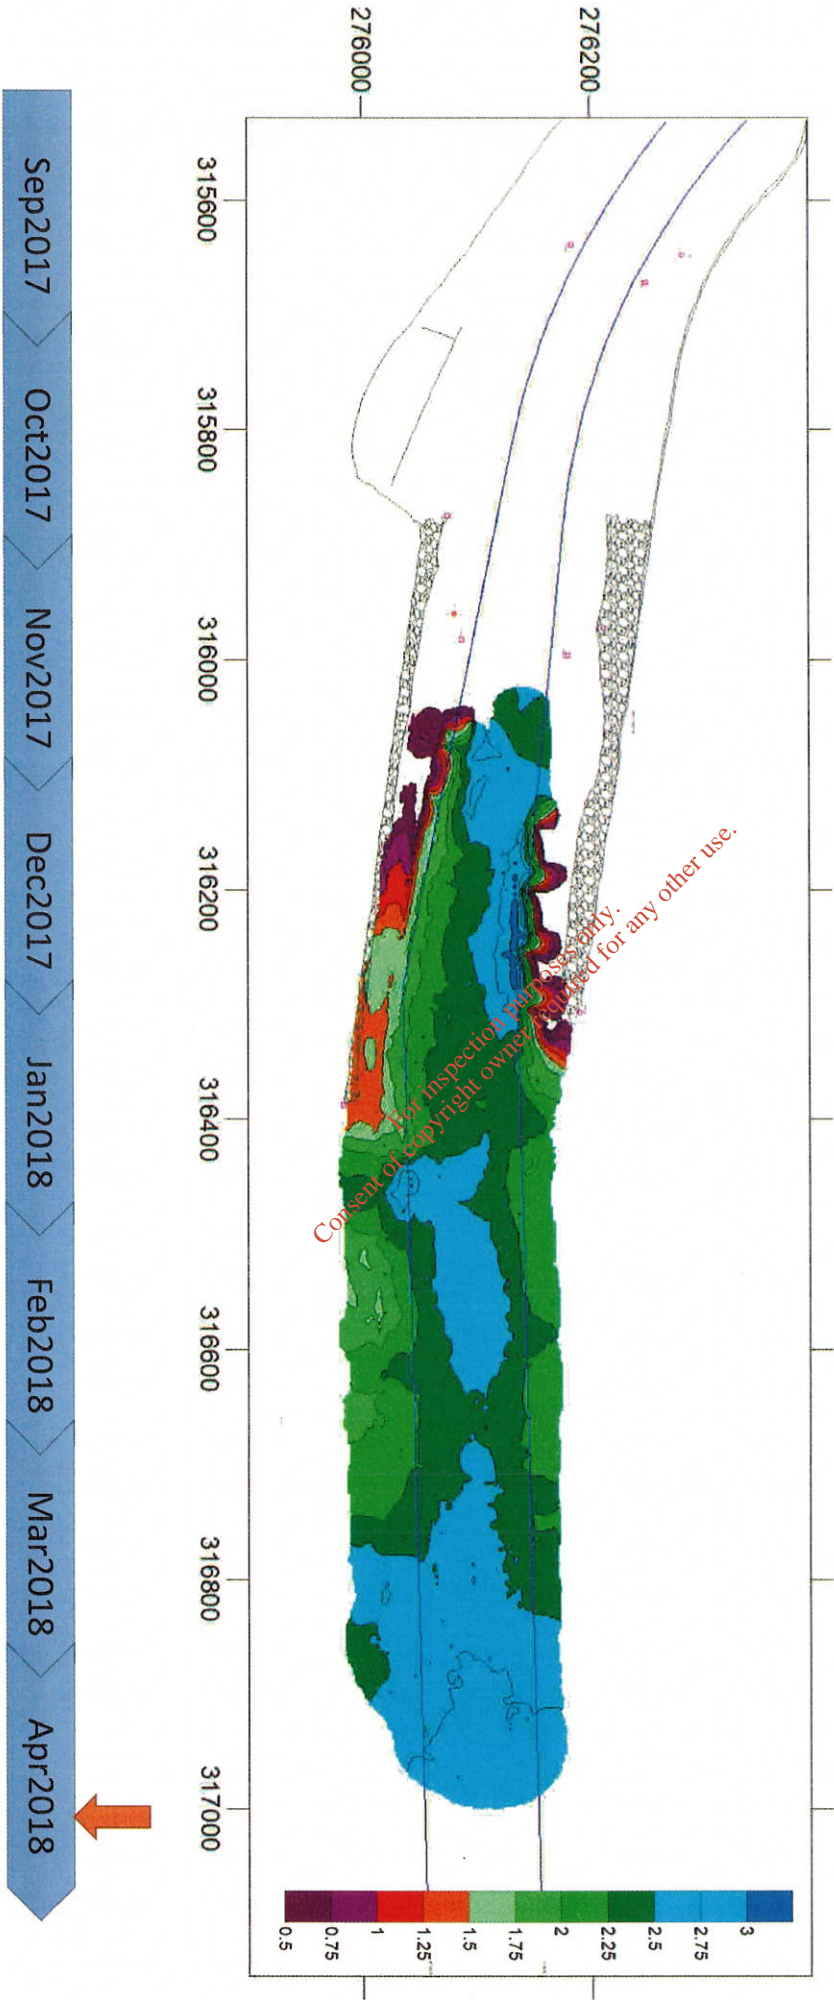 276000
276200
315600
315800
316000
316200
316400
316600
316800
317000
For inspection purposes only.
Consent of copyright owner required for any other use.
0.5
0.75
1
1.25
1.5
1.75
2
2.25
2.5
2.75
3
Sep2017
Oct2017
Nov2017
Dec2017
Jan2018
Feb2018
Mar2018
Apr2018